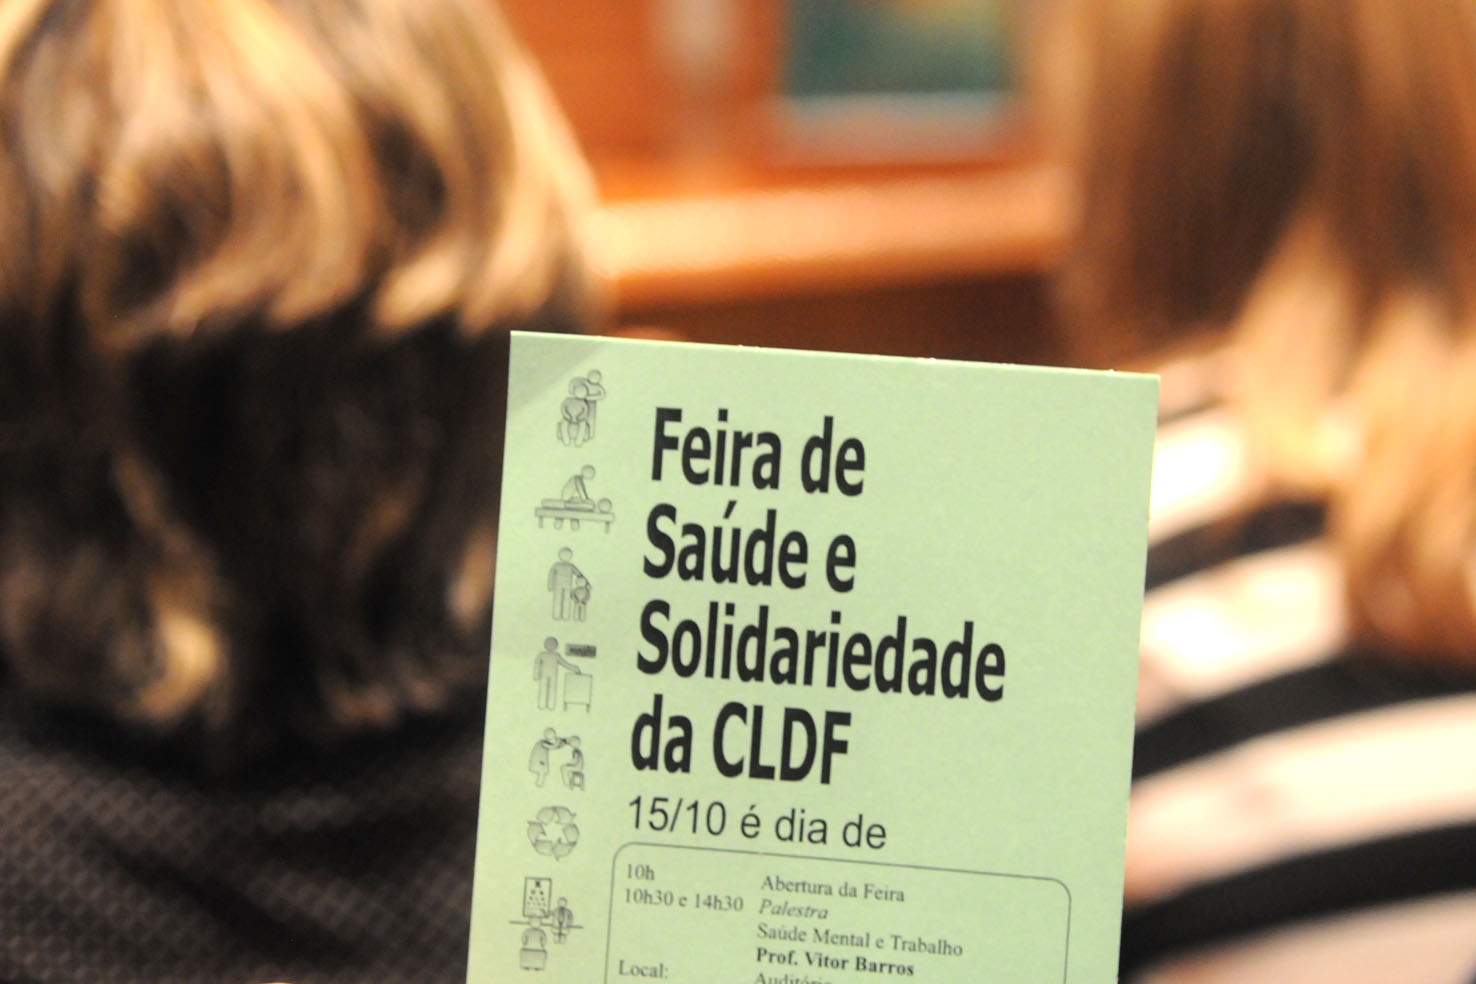 Feira de
Saúde e
Solidariedade
da CLDF
15/10 é dia de
10h Abertura da Feira
10h30 e 14h30 Palestra
Saúde Mental e Trabalho
Prof. Vitor Barros
Local: